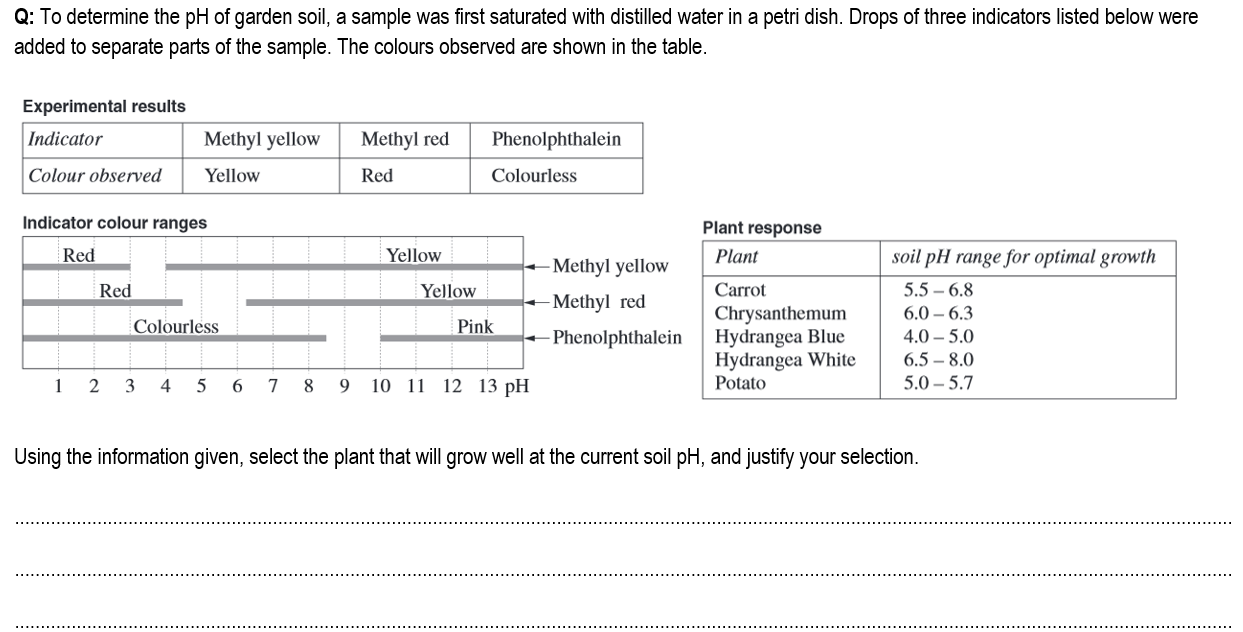 Q: To determine the pH of garden soil, a sample was first saturated with distilled water in a petri dish. Drops of three indicators listed below were
added to separate parts of the sample. The colours observed are shown in the table.
Experimental results
Indicator Methyl yellow Methyl red Phenolphthalein
Colour observed Yellow Red Colourless
Indicator colour ranges
Red Yellow
Methyl yellow
Red Yellow
Methyl red
Colourless Pink
Phenolphthalein
1 2 3 4 5 6 7 8 9 10 11 12 13 pH
Plant response
Plant soil pH range for optimal growth
Carrot 5.5 – 6.8
Chrysanthemum 6.0 – 6.3
Hydrangea Blue 4.0 – 5.0
Hydrangea White 6.5 – 8.0
Potato 5.0 – 5.7
Using the information given, select the plant that will grow well at the current soil pH, and justify your selection.